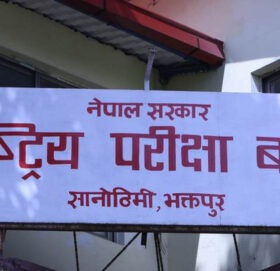 नेपाल सरकार
ष्ट्रिय परीक्षा ब
सानोठिमी, भक्तपुर